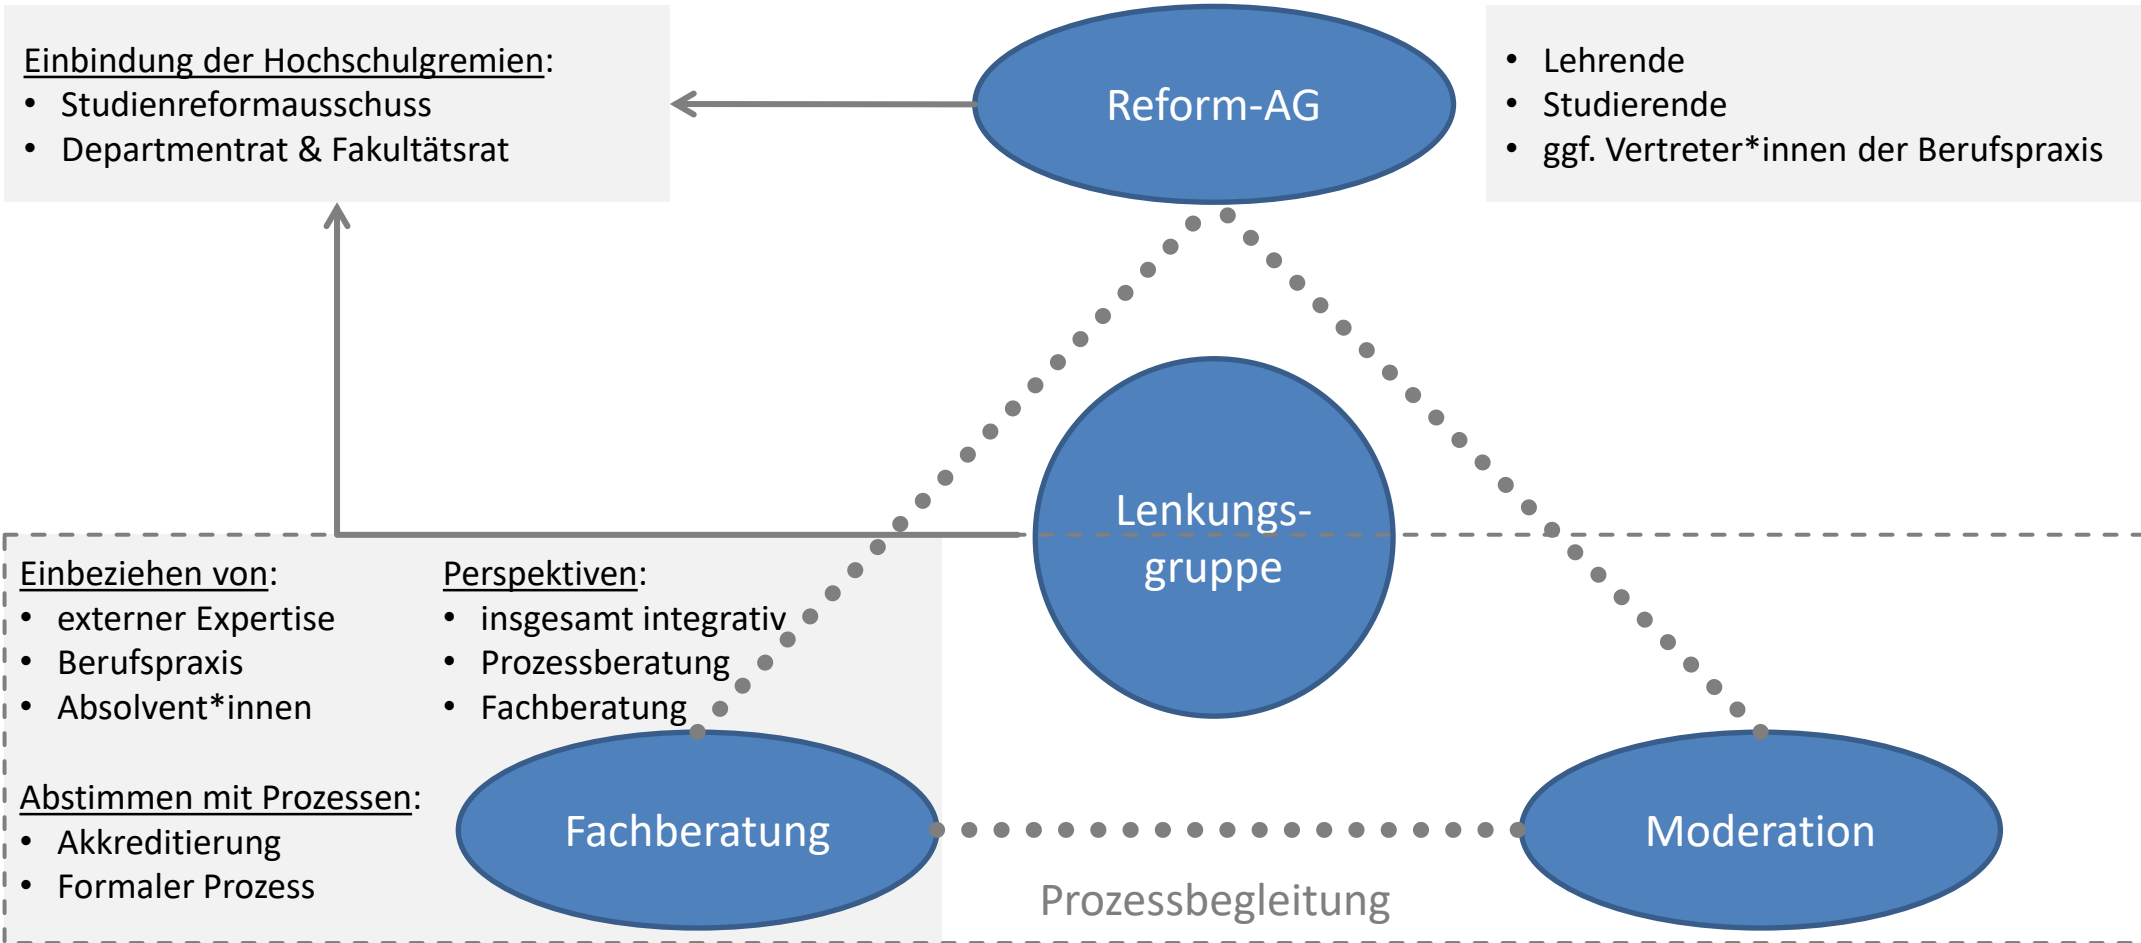 Einbindung der Hochschulgremien:
• Studienreformausschuss
• Departmentrat & Fakultätsrat
Reform-AG
• Lehrende
• Studierende
• ggf. Vertreter*innen der Berufspraxis
Lenkungs-
gruppe
Einbeziehen von:
• externer Expertise
• Berufspraxis
• Absolvent*innen
Perspektiven:
• insgesamt integrativ
• Prozessberatung
• Fachberatung
Abstimmen mit Prozessen:
• Akkreditierung
• Formaler Prozess
Fachberatung
Moderation
Prozessbegleitung